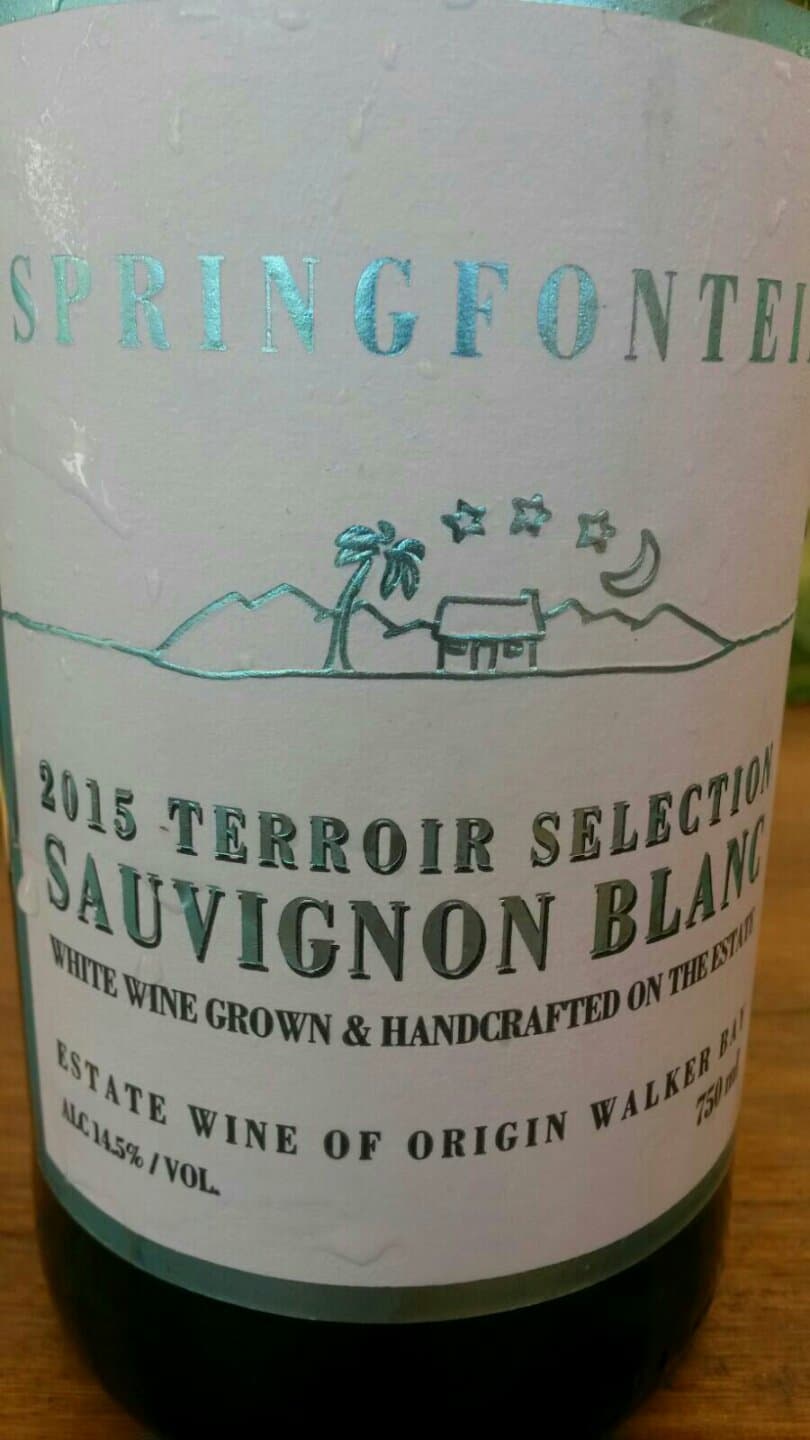 SPRINGFONTEI
2015 TERROIR SELECTION
SAUVIGNON BLANC
WHITE WINE GROWN & HANDCRAFTED ON THE ESTATE
ESTATE WINE OF ORIGIN WALKER BAY
ALC 14.5% / VOL.
750 ml